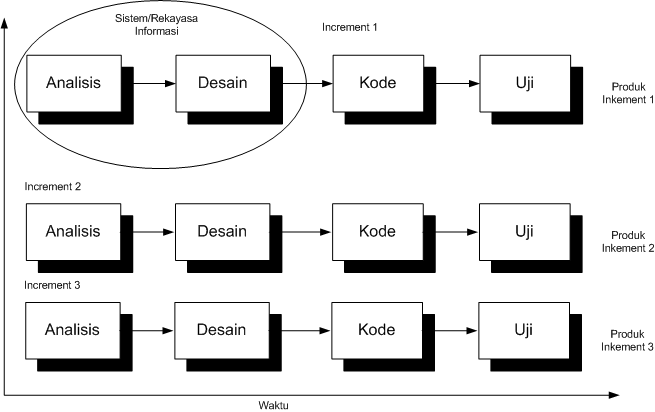 Sistem/Rekayasa
Informasi
Increment 1
Analisis
Desain
Kode
Uji
Produk
Inkement 1
Increment 2
Analisis
Desain
Kode
Uji
Produk
Inkement 2
Increment 3
Analisis
Desain
Kode
Uji
Produk
Inkement 3
Waktu